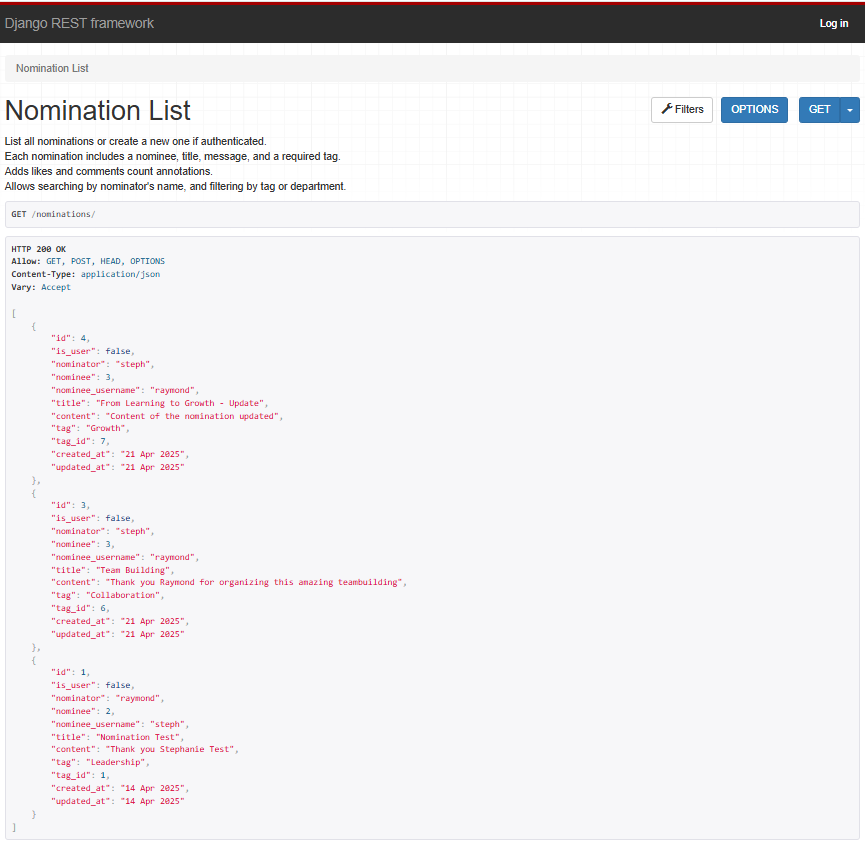 Django REST framework
Log in
Nomination List
Nomination List
Filters
OPTIONS
GET
List all nominations or create a new one if authenticated.
Each nomination includes a nominee, title, message, and a required tag.
Adds likes and comments count annotations.
Allows searching by nominator's name, and filtering by tag or department.
GET /nominations/
HTTP 200 OK
Allow: GET, POST, HEAD, OPTIONS
Content-Type: application/json
Vary: Accept
[
    {
        "id": 4,
        "is_user": false,
        "nominator": "steph",
        "nominee": 3,
        "nominee_username": "raymond",
        "title": "From Learning to Growth - Update",
        "content": "Content of the nomination updated",
        "tag": "Growth",
        "tag_id": 7,
        "created_at": "21 Apr 2025",
        "updated_at": "21 Apr 2025"
    },
    {
        "id": 3,
        "is_user": false,
        "nominator": "steph",
        "nominee": 3,
        "nominee_username": "raymond",
        "title": "Team Building",
        "content": "Thank you Raymond for organizing this amazing teambuilding",
        "tag": "Collaboration",
        "tag_id": 6,
        "created_at": "21 Apr 2025",
        "updated_at": "21 Apr 2025"
    },
    {
        "id": 1,
        "is_user": false,
        "nominator": "raymond",
        "nominee": 2,
        "nominee_username": "steph",
        "title": "Nomination Test",
        "content": "Thank you Stephanie Test",
        "tag": "Leadership",
        "tag_id": 1,
        "created_at": "14 Apr 2025",
        "updated_at": "14 Apr 2025"
    }
]